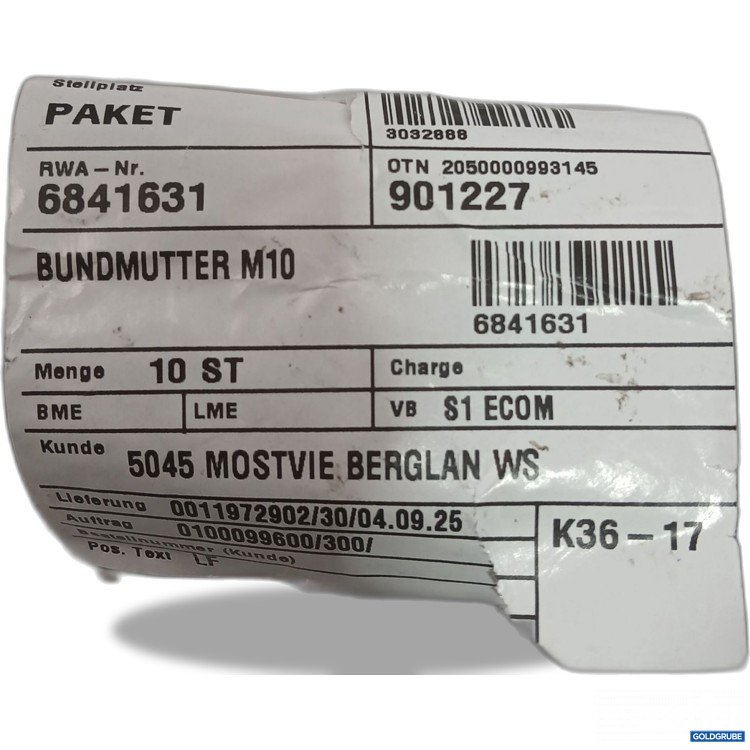 Stellplatz
PAKET
3032888
RWA-Nr.
6841631
OTN 2050000993145
901227
BUNDMUTTER M10
6841631
Menge 10 ST
Charge
BME
LME
VB S1 ECOM
Kunde 5045 MOSTVIE BERGLAN WS
Lieferung 0011972902/30/04.09.25
Auftrag 0100099600/300/
Bestellnummer (Kunde)
Pos. Text LF
K36-17
GOLDGRUBE